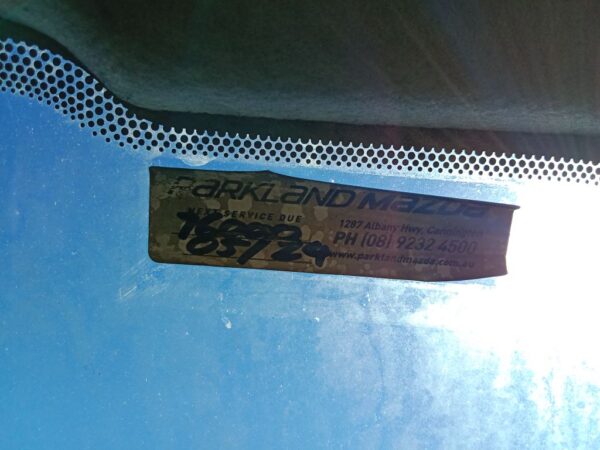 PARKLAND mazda
NEXT SERVICE DUE
1287 Albany Hwy, Cannington
PH (08) 9232 4500
www.parklandmazda.com.au
05/24